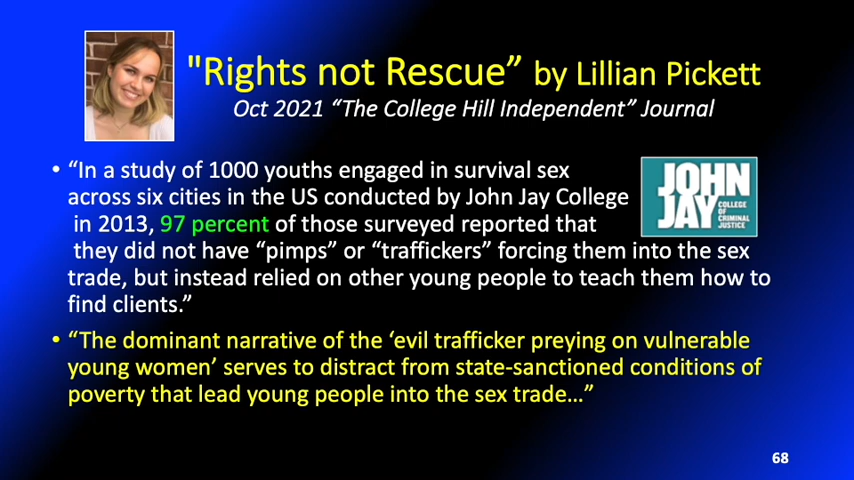 "Rights not Rescue” by Lillian Pickett
Oct 2021 “The College Hill Independent” Journal
• “In a study of 1000 youths engaged in survival sex
across six cities in the US conducted by John Jay College
in 2013, 97 percent of those surveyed reported that
they did not have “pimps” or “traffickers” forcing them into the sex
trade, but instead relied on other young people to teach them how to
find clients.”
JOHN
JAY
COLLEGE
OF
CRIMINAL
JUSTICE
• “The dominant narrative of the ‘evil trafficker preying on vulnerable
young women’ serves to distract from state-sanctioned conditions of
poverty that lead young people into the sex trade…”
68